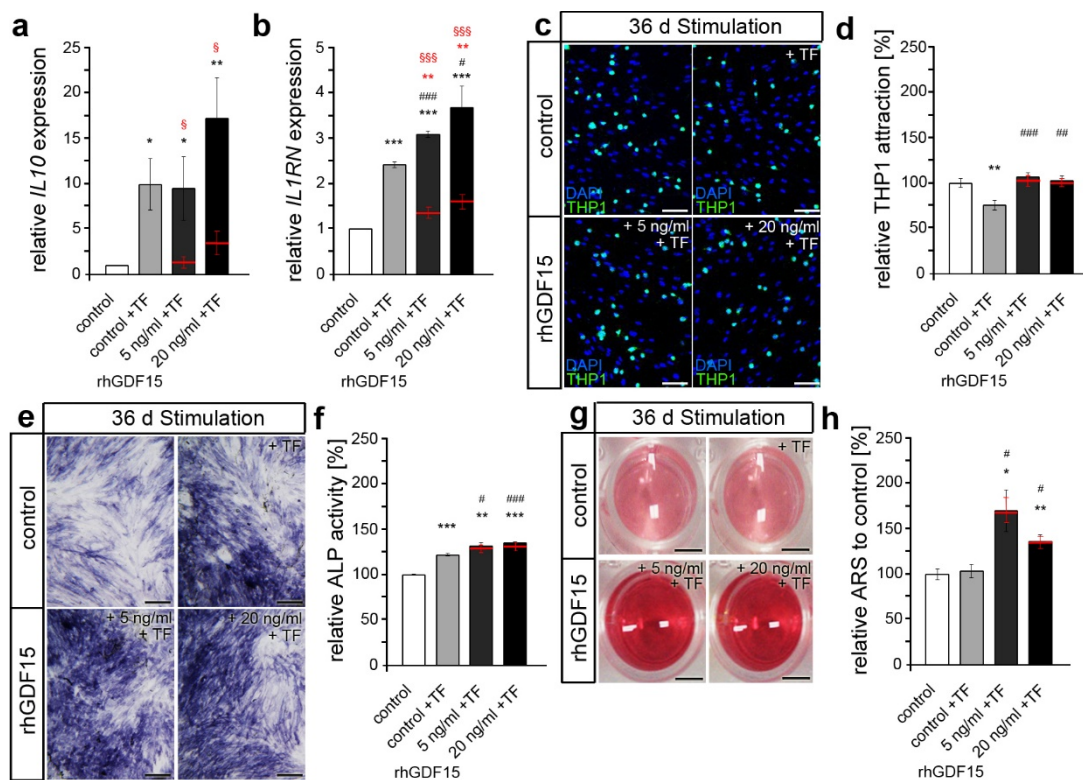 a
relative IL10 expression
25
20
15
10
5
0
*
§
*
§
**
control
control +TF
5 ng/ml +TF
20 ng/ml +TF
rhGDF15
b
relative IL1RN expression
5
4
3
2
1
0
***
§§§
**
###
***
§§§
**
#
***
control
control +TF
5 ng/ml +TF
20 ng/ml +TF
rhGDF15
c
36 d Stimulation
control
rhGDF15
DAPI
THP1
+ TF
DAPI
THP1
+ 5 ng/ml
+ TF
DAPI
THP1
+ 20 ng/ml
+ TF
DAPI
THP1
d
relative THP1 attraction [%]
250
200
150
100
50
0
**
###
##
control
control +TF
5 ng/ml +TF
20 ng/ml +TF
rhGDF15
e
36 d Stimulation
control
rhGDF15
+ TF
+ 5 ng/ml
+ TF
+ 20 ng/ml
+ TF
f
relative ALP activity [%]
250
200
150
100
50
0
***
#
**
###
***
control
control +TF
5 ng/ml +TF
20 ng/ml +TF
rhGDF15
g
36 d Stimulation
control
rhGDF15
+ TF
+ 5 ng/ml
+ TF
+ 20 ng/ml
+ TF
h
relative ARS to control [%]
250
200
150
100
50
0
#
*
#
**
control
control +TF
5 ng/ml +TF
20 ng/ml +TF
rhGDF15